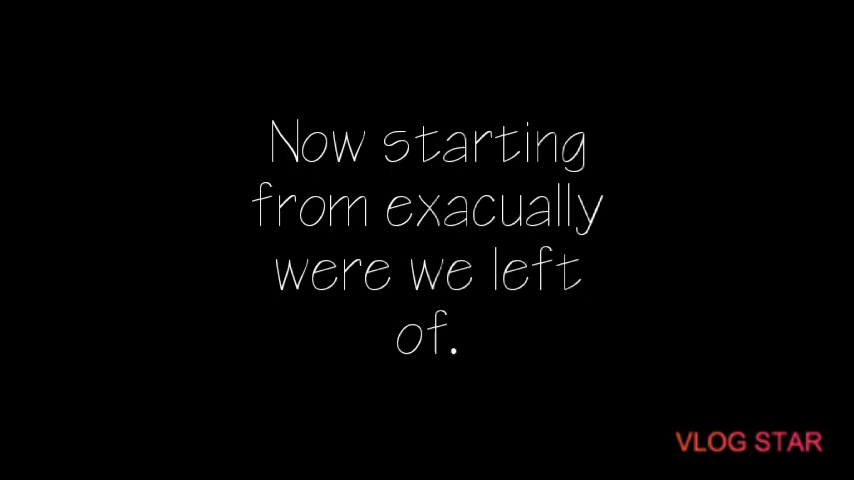 Now starting
from exacually
were we left
of.
VLOG STAR